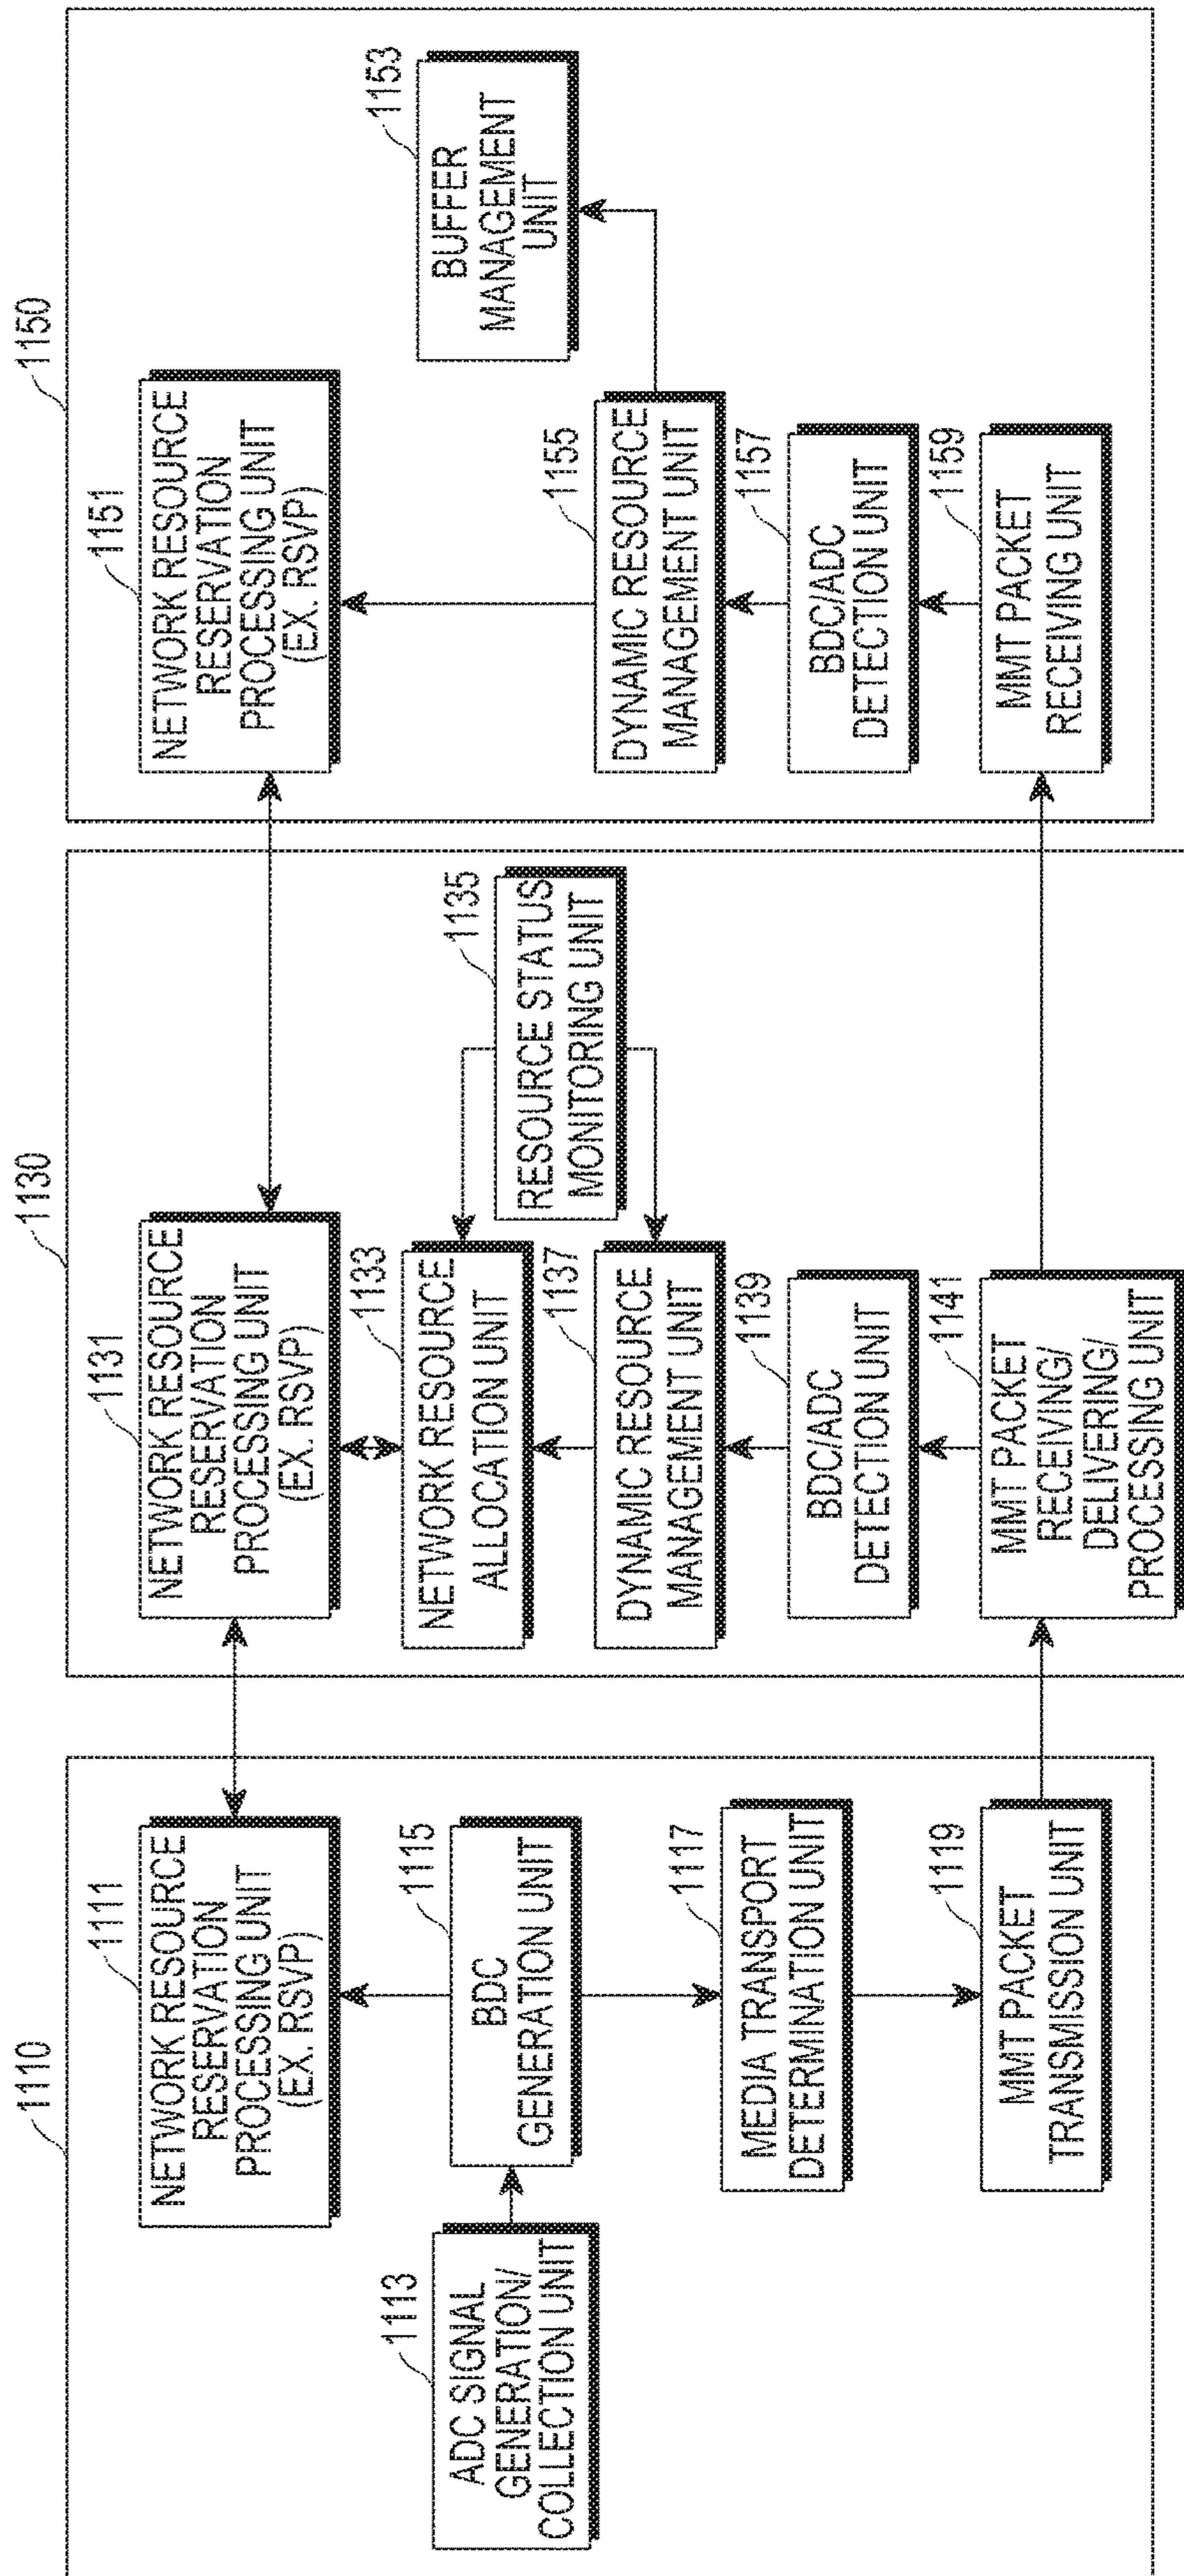 1110
1111
NETWORK RESOURCE
RESERVATION
PROCESSING UNIT
(EX. RSVP)
1113
ADC SIGNAL
GENERATION/
COLLECTION UNIT
1115
BDC
GENERATION UNIT
1117
MEDIA TRANSPORT
DETERMINATION UNIT
1119
MMT PACKET
TRANSMISSION UNIT
1130
1131
NETWORK RESOURCE
RESERVATION
PROCESSING UNIT
(EX. RSVP)
1133
NETWORK RESOURCE
ALLOCATION UNIT
1135
RESOURCE STATUS
MONITORING UNIT
1137
DYNAMIC RESOURCE
MANAGEMENT UNIT
1139
BDC/ADC
DETECTION UNIT
1141
MMT PACKET
RECEIVING/
DELIVERING/
PROCESSING UNIT
1150
1151
NETWORK RESOURCE
RESERVATION
PROCESSING UNIT
(EX. RSVP)
1153
BUFFER
MANAGEMENT
UNIT
1155
DYNAMIC RESOURCE
MANAGEMENT UNIT
1157
BDC/ADC
DETECTION UNIT
1159
MMT PACKET
RECEIVING UNIT